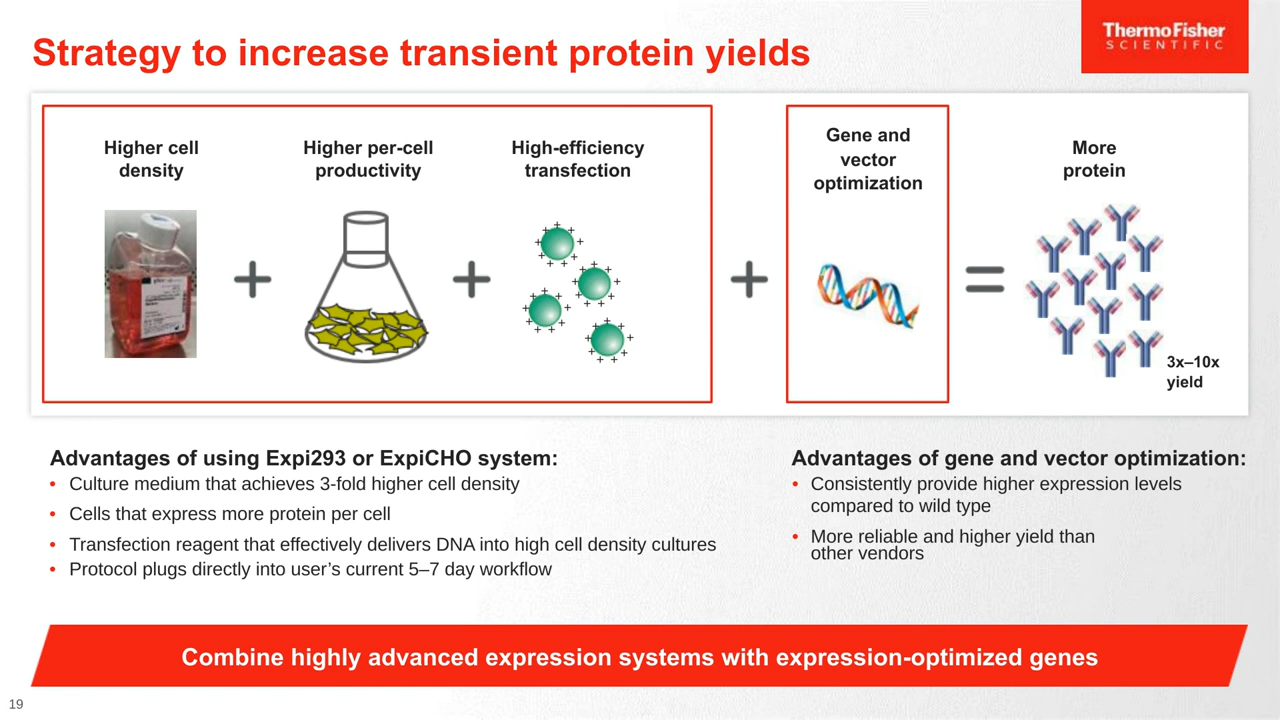 Strategy to increase transient protein yields
ThermoFisher
SCIENTIFIC
Higher cell
density
Higher per-cell
productivity
High-efficiency
transfection
Gene and
vector
optimization
More
protein
3x–10x
yield
Advantages of using Expi293 or ExpiCHO system:
• Culture medium that achieves 3-fold higher cell density
• Cells that express more protein per cell
• Transfection reagent that effectively delivers DNA into high cell density cultures
• Protocol plugs directly into user’s current 5–7 day workflow
Advantages of gene and vector optimization:
• Consistently provide higher expression levels
compared to wild type
• More reliable and higher yield than
other vendors
Combine highly advanced expression systems with expression-optimized genes
19